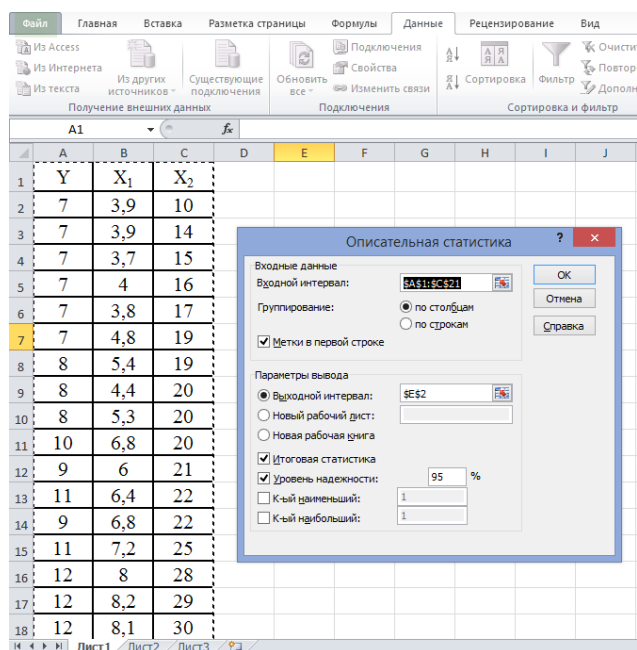 Файл Главная Вставка Разметка страницы Формулы Данные Рецензирование Вид
Из Access
Из Интернета
Из текста
Из других источников
Существующие подключения
Получение внешних данных
Обновить все
Подключения
Свойства
Изменить связи
Подключения
Сортировка
Фильтр
Очисти
Повтор
Дополн
Сортировка и фильтр
A1 fx
A B C D E F G H I J
1 Y X₁ X₂
2 7 3,9 10
3 7 3,9 14
4 7 3,7 15
5 7 4 16
6 7 3,8 17
7 7 4,8 19
8 8 5,4 19
9 8 4,4 20
10 8 5,3 20
11 10 6,8 20
12 9 6 21
13 11 6,4 22
14 9 6,8 22
15 11 7,2 25
16 12 8 28
17 12 8,2 29
18 12 8,1 30
Описательная статистика ? ×
Входные данные
Входной интервал: $A$1:$C$21
Группирование: по столбцам
по строкам
Метки в первой строке
Параметры вывода
Выходной интервал: $E$2
Новый рабочий лист:
Новая рабочая книга
Итоговая статистика
Уровень надежности: 95 %
К-ый наименьший: 1
К-ый наибольший: 1
ОК
Отмена
Справка
Лист1 Лист2 Лист3